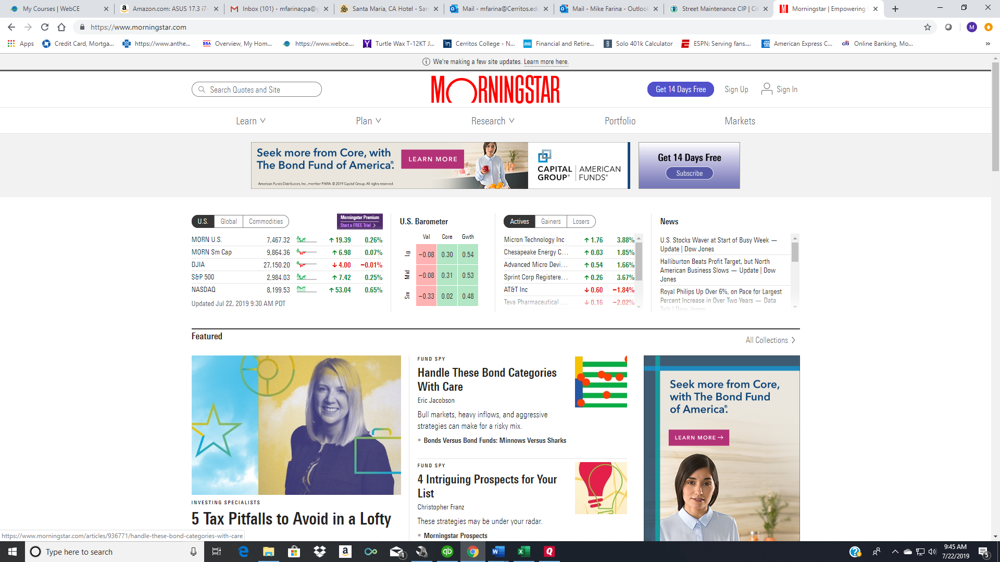 My Courses | WebCE
Amazon.com: ASUS 17.3 i7-
Inbox (101) - mfarinacpa@g
Santa Maria, CA Hotel - San
Mail - mfarina@Cerritos.edu
Mail - Mike Farina - Outlook
Street Maintenance CIP | Cit
Morningstar | Empowering
https://www.morningstar.com
M
Apps
Credit Card, Mortga...
https://www.anthe...
SSA Overview, My Hom...
https://www.webce....
Turtle Wax T-12KT J...
Cerritos College - N...
Financial and Retire...
Solo 401k Calculator
ESPN: Serving fans....
American Express C...
citi Online Banking, Mo...
We're making a few site updates. Learn more here.
Search Quotes and Site
MORNINGSTAR
Get 14 Days Free
Sign Up
Sign In
Learn
Plan
Research
Portfolio
Markets
Seek more from Core, with
The Bond Fund of America®.
LEARN MORE
American Funds Distributors, Inc., member FINRA. © 2019 Capital Group. All rights reserved.
CAPITAL GROUP® | AMERICAN FUNDS®
Get 14 Days Free
Subscribe
U.S. Global Commodities
Morningstar Premium
Start a FREE Trial >
MORN U.S. 7,467.32 ↑ 19.39 0.26%
MORN Sm Cap 9,864.36 ↑ 6.98 0.07%
DJIA 27,150.20 ↓ 4.00 −0.01%
S&P 500 2,984.03 ↑ 7.42 0.25%
NASDAQ 8,199.53 ↑ 53.04 0.65%
Updated Jul 22, 2019 9:30 AM PDT
U.S. Barometer
Val Core Gwth
Lg −0.08 0.30 0.54
Mid −0.08 0.31 0.53
Sm −0.33 0.02 0.48
Actives Gainers Losers
Micron Technology Inc ↑ 1.76 3.88%
Chesapeake Energy C... ↑ 0.03 1.85%
Advanced Micro Devi... ↑ 0.54 1.66%
Sprint Corp Registere... ↑ 0.26 3.67%
AT&T Inc ↓ 0.60 −1.84%
Teva Pharmaceutical ... ↓ 0.16 −2.02%
News
U.S. Stocks Waver at Start of Busy Week —
Update | Dow Jones
Halliburton Beats Profit Target, but North
American Business Slows — Update | Dow
Jones
Royal Philips Up Over 6%, on Pace for Largest
Percent Increase in Over Two Years — Data
Talk | Dow Jones
Featured
All Collections >
INVESTING SPECIALISTS
5 Tax Pitfalls to Avoid in a Lofty
FUND SPY
Handle These Bond Categories
With Care
Eric Jacobson
Bull markets, heavy inflows, and aggressive
strategies can make for a risky mix.
• Bonds Versus Bond Funds: Minnows Versus Sharks
FUND SPY
4 Intriguing Prospects for Your
List
Christopher Franz
These strategies may be under your radar.
• Morningstar Prospects
Seek more from Core,
with The Bond Fund
of America®.
LEARN MORE →
https://www.morningstar.com/articles/936771/handle-these-bond-categories-with-care
Type here to search
1
qb
9:45 AM
7/22/2019
5